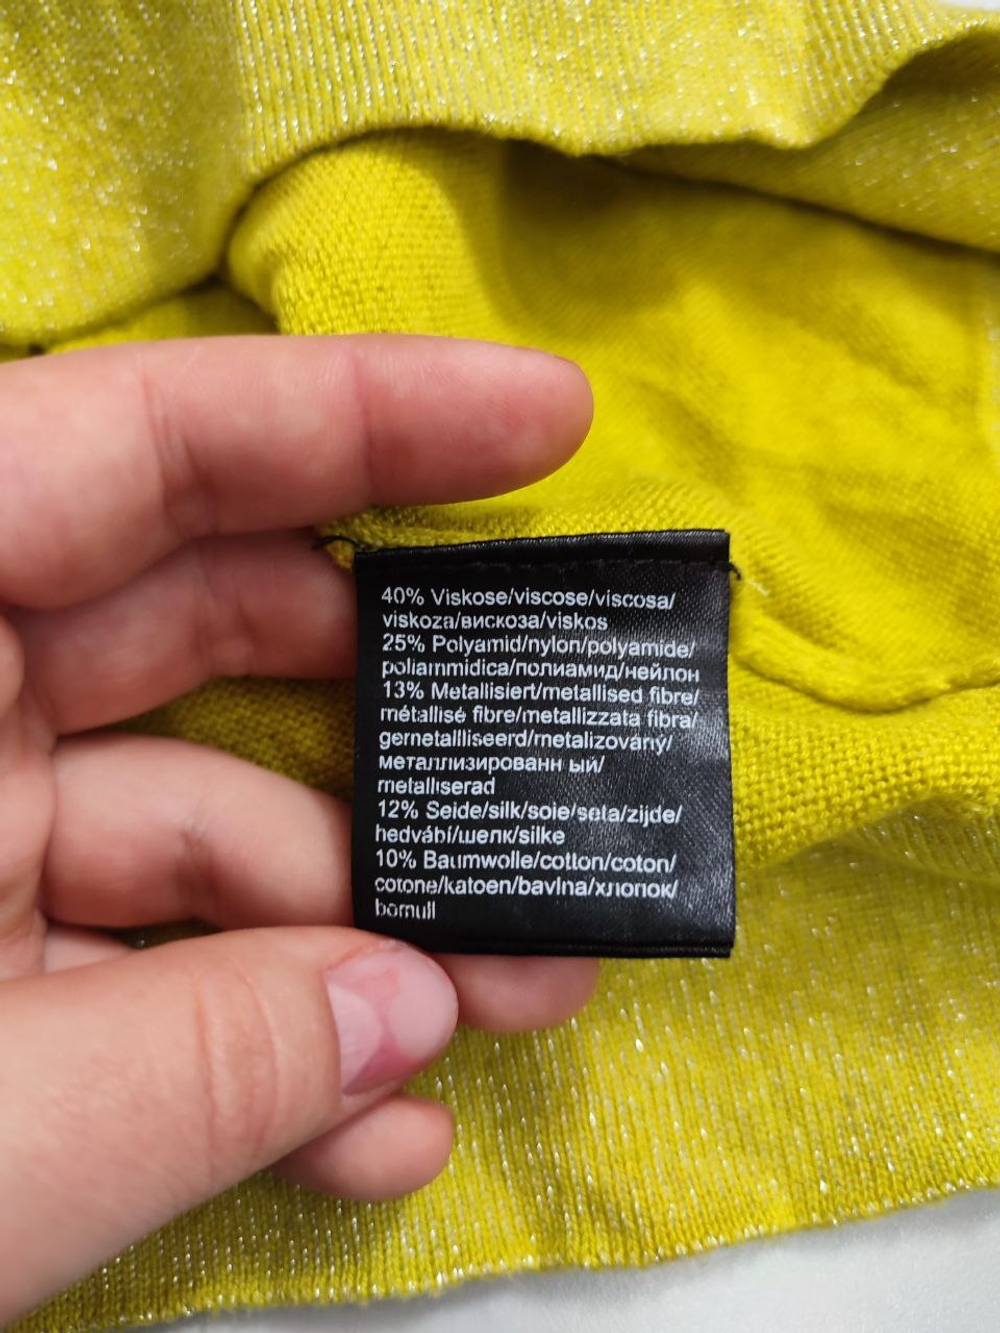 40% Viskose/viscose/viscosa/
viskoza/вискоза/viskos
25% Polyamid/nylon/polyamide/
poliammidica/полиамид/нейлон
13% Metallisiert/metallised fibre/
métallisé fibre/metallizzata fibra/
gemetallliseerd/metalizovaný/
металлизированн ый/
metalliserad
12% Seide/silk/soie/seta/zijde/
hedvábí/шелк/silke
10% Baumwolle/cotton/coton/
cotone/katoen/bavlna/хлопок/
bomull